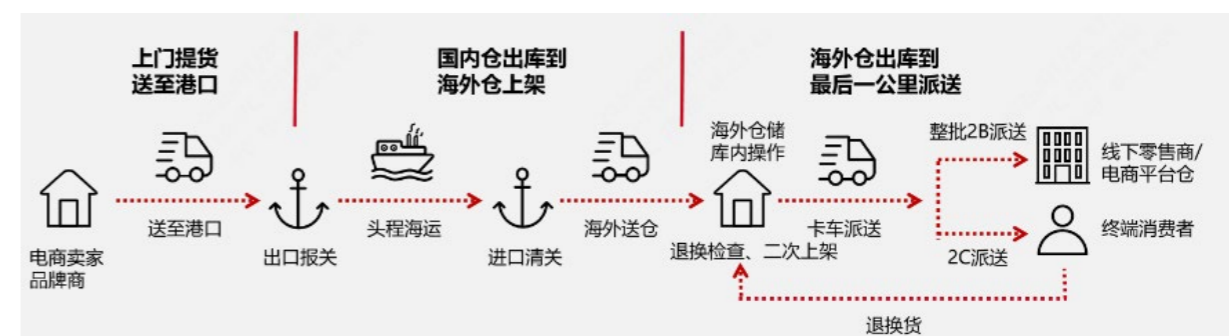 上门提货
送至港口
国内仓出库到
海外仓上架
海外仓出库到
最后一公里派送
电商卖家
品牌商
送至港口
出口报关
头程海运
进口清关
海外送仓
海外仓储
库内操作
退换检查、二次上架
卡车派送
整批2B派送
线下零售商/
电商平台仓
2C派送
终端消费者
退换货